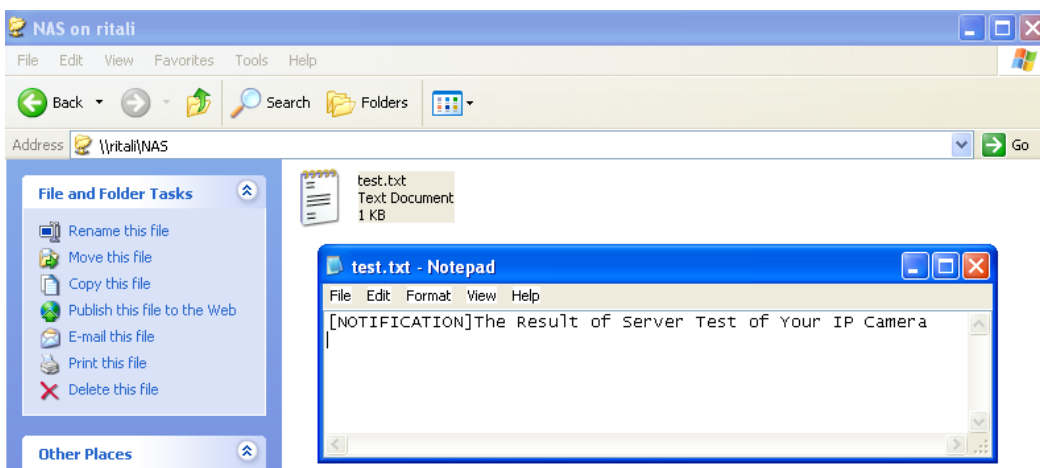 NAS on ritali
File Edit View Favorites Tools Help
Back Search Folders
Address \\ritali\NAS Go
File and Folder Tasks
Rename this file
Move this file
Copy this file
Publish this file to the Web
E-mail this file
Print this file
Delete this file
Other Places
test.txt
Text Document
1 KB
test.txt - Notepad
File Edit Format View Help
[NOTIFICATION]The Result of Server Test of Your IP Camera